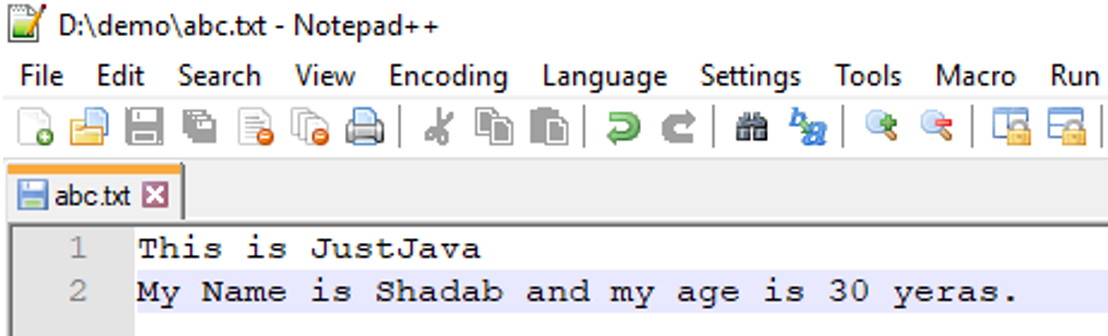 D:\demo\abc.txt - Notepad++
File Edit Search View Encoding Language Settings Tools Macro Run
abc.txt
1 This is JustJava
2 My Name is Shadab and my age is 30 yeras.